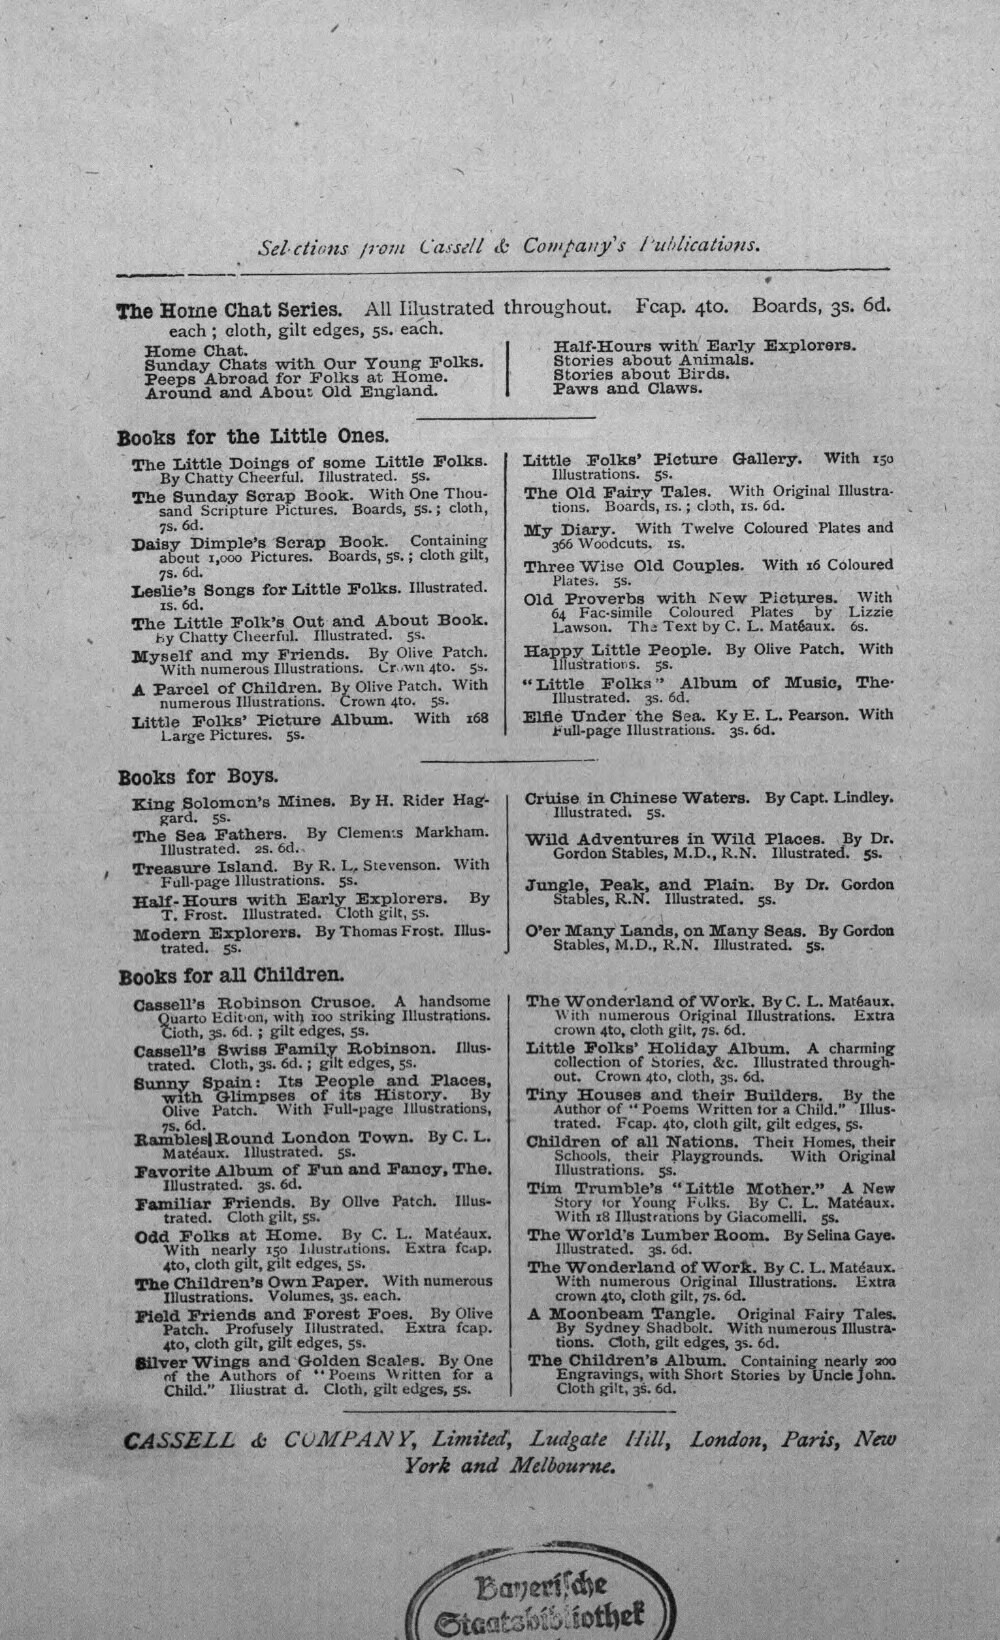 Selections from Cassell & Company's Publications.
The Home Chat Series. All Illustrated throughout. Fcap. 4to. Boards, 3s. 6d.
each; cloth, gilt edges, 5s. each.
Home Chat.
Sunday Chats with Our Young Folks.
Peeps Abroad for Folks at Home.
Around and About Old England.
Half-Hours with Early Explorers.
Stories about Animals.
Stories about Birds.
Paws and Claws.
Books for the Little Ones.
The Little Doings of some Little Folks.
By Chatty Cheerful. Illustrated. 5s.
The Sunday Scrap Book. With One Thou-
sand Scripture Pictures. Boards, 5s.; cloth,
7s. 6d.
Daisy Dimple's Scrap Book. Containing
about 1,000 Pictures. Boards, 5s.; cloth gilt,
7s. 6d.
Leslie's Songs for Little Folks. Illustrated.
1s. 6d.
The Little Folk's Out and About Book.
By Chatty Cheerful. Illustrated. 5s.
Myself and my Friends. By Olive Patch.
With numerous Illustrations. Crown 4to. 5s.
A Parcel of Children. By Olive Patch. With
numerous Illustrations. Crown 4to. 5s.
Little Folks' Picture Album. With 168
Large Pictures. 5s.
Little Folks' Picture Gallery. With 150
Illustrations. 5s.
The Old Fairy Tales. With Original Illustra-
tions. Boards, 1s.; cloth, 1s. 6d.
My Diary. With Twelve Coloured Plates and
366 Woodcuts. 1s.
Three Wise Old Couples. With 16 Coloured
Plates. 5s.
Old Proverbs with New Pictures. With
64 Fac-simile Coloured Plates by Lizzie
Lawson. The Text by C. L. Matéaux. 6s.
Happy Little People. By Olive Patch. With
Illustrations. 5s.
"Little Folks" Album of Music, The.
Illustrated. 3s. 6d.
Elfie Under the Sea. Ky E. L. Pearson. With
Full-page Illustrations. 3s. 6d.
Books for Boys.
King Solomon's Mines. By H. Rider Hag-
gard. 5s.
The Sea Fathers. By Clements Markham.
Illustrated. 2s. 6d.
Treasure Island. By R. L. Stevenson. With
Full-page Illustrations. 5s.
Half-Hours with Early Explorers. By
T. Frost. Illustrated. Cloth gilt, 5s.
Modern Explorers. By Thomas Frost. Illus-
trated. 5s.
Cruise in Chinese Waters. By Capt. Lindley.
Illustrated. 5s.
Wild Adventures in Wild Places. By Dr.
Gordon Stables, M.D., R.N. Illustrated. 5s.
Jungle, Peak, and Plain. By Dr. Gordon
Stables, R.N. Illustrated. 5s.
O'er Many Lands, on Many Seas. By Gordon
Stables, M.D., R.N. Illustrated. 5s.
Books for all Children.
Cassell's Robinson Crusoe. A handsome
Quarto Edition, with 100 striking Illustrations.
Cloth, 3s. 6d.; gilt edges, 5s.
Cassell's Swiss Family Robinson. Illus-
trated. Cloth, 3s. 6d.; gilt edges, 5s.
Sunny Spain: Its People and Places,
with Glimpses of its History. By
Olive Patch. With Full-page Illustrations,
7s. 6d.
Rambles Round London Town. By C. L.
Matéaux. Illustrated. 5s.
Favorite Album of Fun and Fancy, The.
Illustrated. 3s. 6d.
Familiar Friends. By Olive Patch. Illus-
trated. Cloth gilt, 5s.
Odd Folks at Home. By C. L. Matéaux.
With nearly 150 Illustrations. Extra fcap.
4to, cloth gilt, gilt edges, 5s.
The Children's Own Paper. With numerous
Illustrations. Volumes, 3s. each.
Field Friends and Forest Foes. By Olive
Patch. Profusely Illustrated. Extra fcap.
4to, cloth gilt, gilt edges, 5s.
Silver Wings and Golden Scales. By One
of the Authors of "Poems Written for a
Child." Illustrated. Cloth, gilt edges, 5s.
The Wonderland of Work. By C. L. Matéaux.
With numerous Original Illustrations. Extra
crown 4to, cloth gilt, 7s. 6d.
Little Folks' Holiday Album. A charming
collection of Stories, &c. Illustrated through-
out. Crown 4to, cloth, 3s. 6d.
Tiny Houses and their Builders. By the
Author of "Poems Written for a Child." Illus-
trated. Fcap. 4to, cloth gilt, gilt edges, 5s.
Children of all Nations. Their Homes, their
Schools, their Playgrounds. With Original
Illustrations. 5s.
Tim Trumble's "Little Mother." A New
Story for Young Folks. By C. L. Matéaux.
With 18 Illustrations by Giacomelli. 5s.
The World's Lumber Room. By Selina Gaye.
Illustrated. 3s. 6d.
The Wonderland of Work. By C. L. Matéaux.
With numerous Original Illustrations. Extra
crown 4to, cloth gilt, 7s. 6d.
A Moonbeam Tangle. Original Fairy Tales.
By Sydney Shadbolt. With numerous Illustra-
tions. Cloth, gilt edges, 3s. 6d.
The Children's Album. Containing nearly 200
Engravings, with Short Stories by Uncle John.
Cloth gilt, 3s. 6d.
CASSELL & COMPANY, Limited, Ludgate Hill, London, Paris, New
York and Melbourne.
Bayerische
Staatsbibliothek